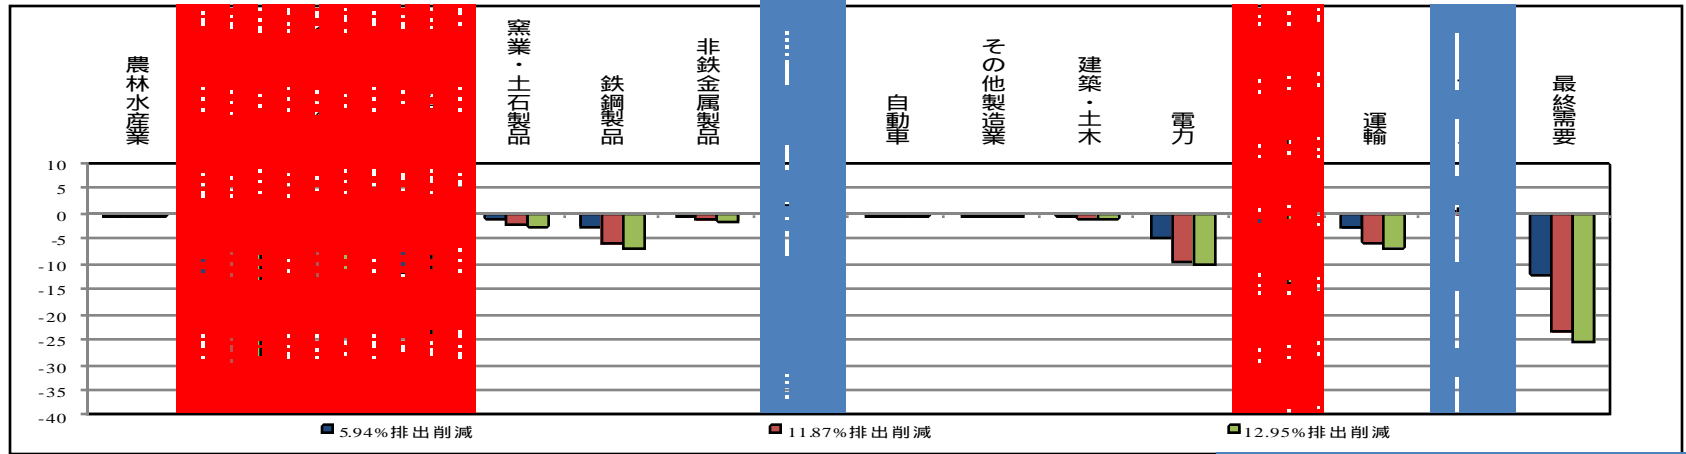 農林水産業
窯業・土石製品
鉄鋼製品
非鉄金属製品
自動車
その他製造業
建築・土木
電力
運輸
最終需要
10
5
0
-5
-10
-15
-20
-25
-30
-35
-40
5.94%排出削減
11.87%排出削減
12.95%排出削減